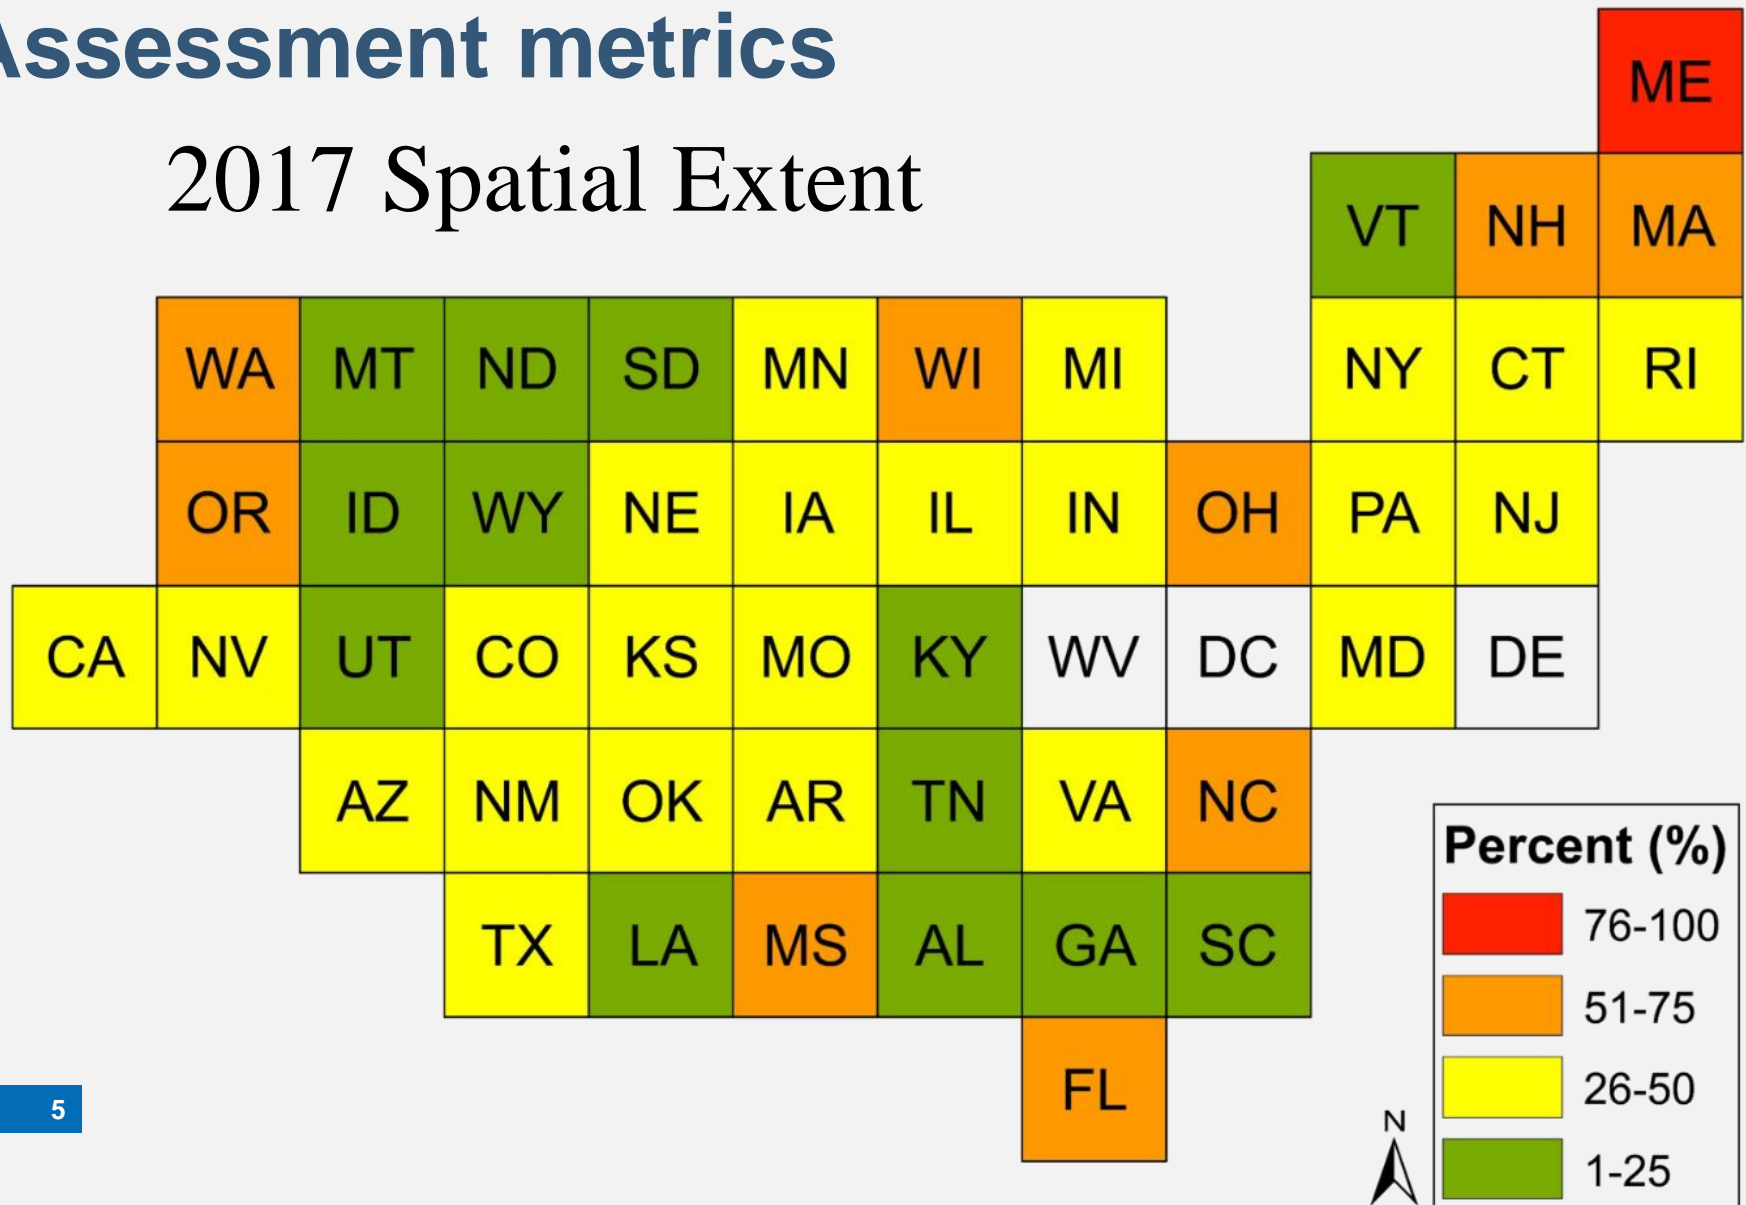 Assessment metrics
2017 Spatial Extent
ME
VT NH MA
WA MT ND SD MN WI MI NY CT RI
OR ID WY NE IA IL IN OH PA NJ
CA NV UT CO KS MO KY WV DC MD DE
AZ NM OK AR TN VA NC
TX LA MS AL GA SC
FL
Percent (%)
76-100
51-75
26-50
1-25
N
5